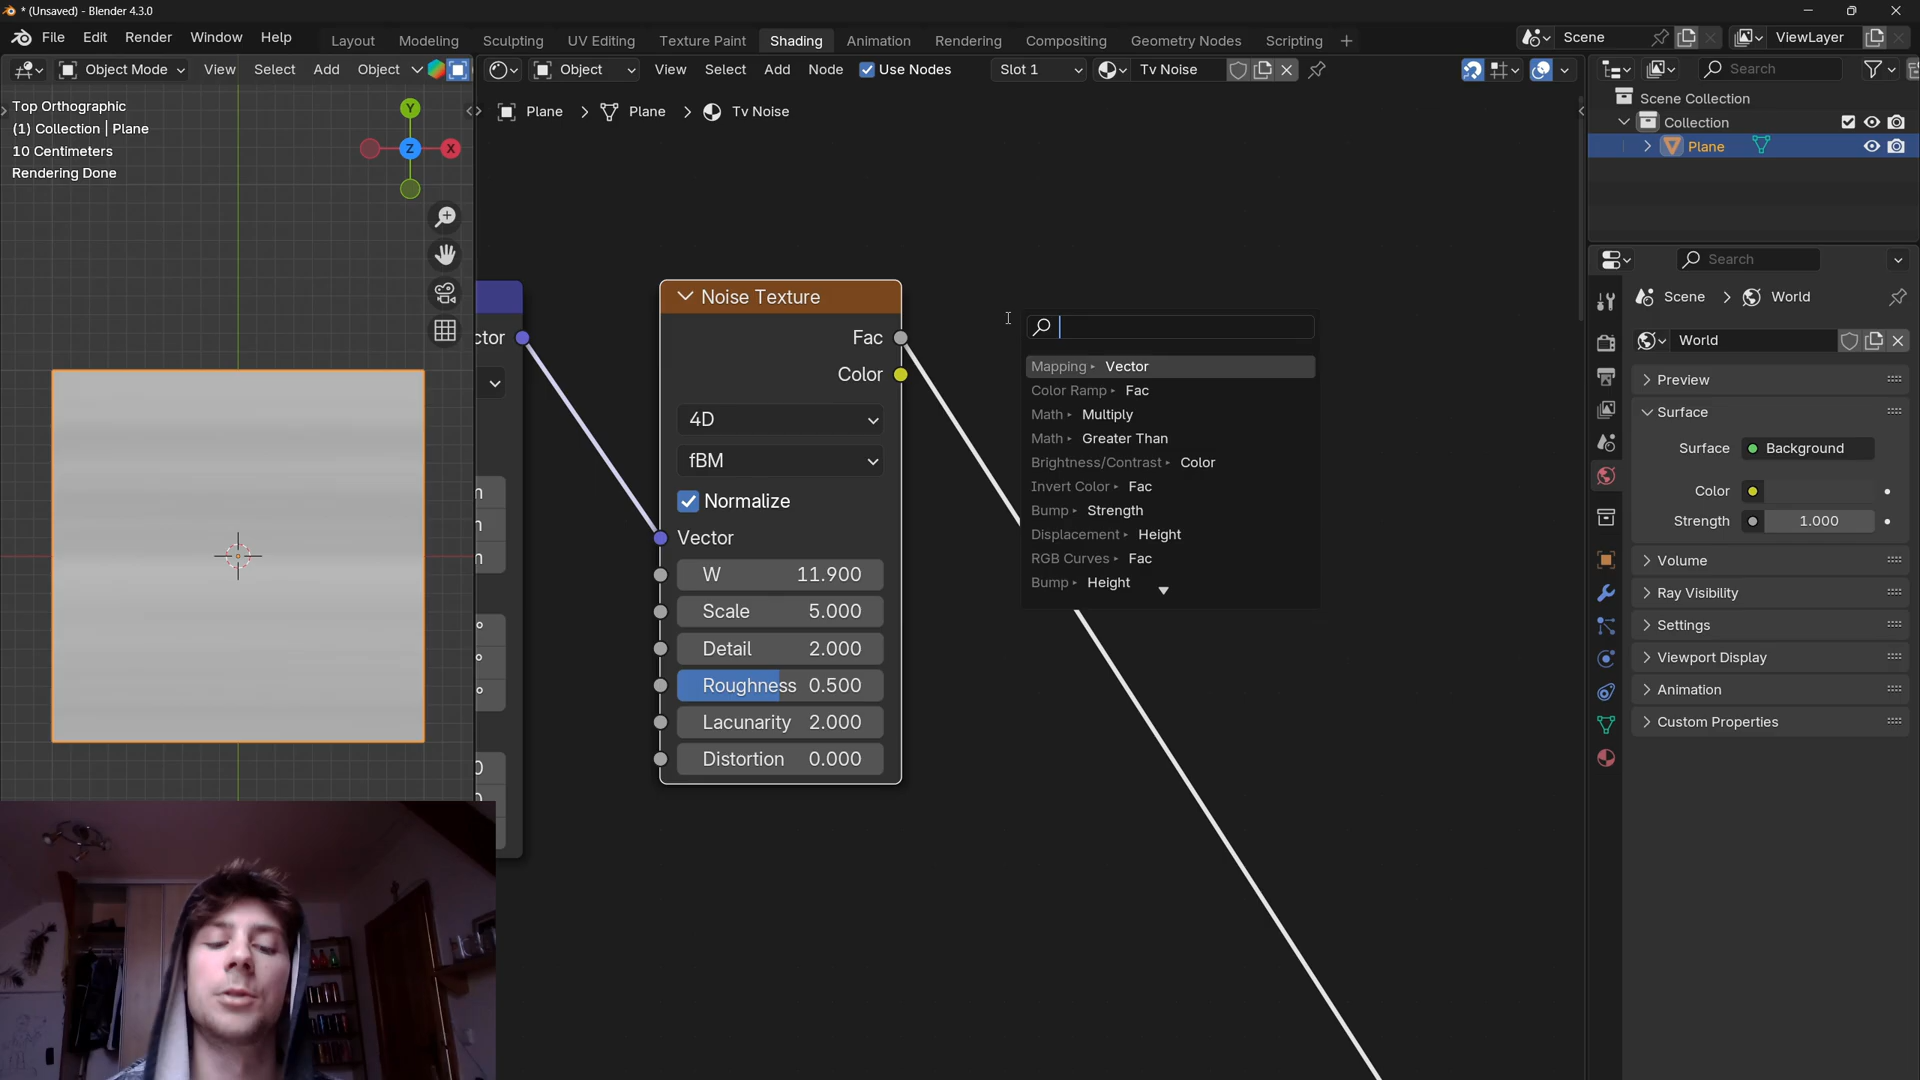 * (Unsaved) - Blender 4.3.0
File Edit Render Window Help
Layout Modeling Sculpting UV Editing Texture Paint Shading Animation Rendering Compositing Geometry Nodes Scripting +
Scene
ViewLayer
Object Mode View Select Add Object
Object View Select Add Node Use Nodes Slot 1 Tv Noise
Search
Top Orthographic
(1) Collection | Plane
10 Centimeters
Rendering Done
Y
X
Z
Plane > Plane > Tv Noise
Scene Collection
Collection
Plane
Search
Scene > World
World
Preview
Surface
Surface Background
Color
Strength 1.000
Volume
Ray Visibility
Settings
Viewport Display
Animation
Custom Properties
ctor
Noise Texture
Fac
Color
4D
fBM
Normalize
Vector
W 11.900
Scale 5.000
Detail 2.000
Roughness 0.500
Lacunarity 2.000
Distortion 0.000
Mapping ▸ Vector
Color Ramp ▸ Fac
Math ▸ Multiply
Math ▸ Greater Than
Brightness/Contrast ▸ Color
Invert Color ▸ Fac
Bump ▸ Strength
Displacement ▸ Height
RGB Curves ▸ Fac
Bump ▸ Height